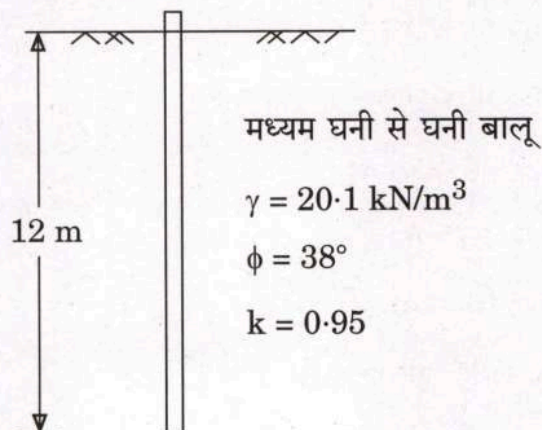 मध्यम घनी से घनी बालू
γ = 20·1 kN/m³
12 m
ϕ = 38°
k = 0·95